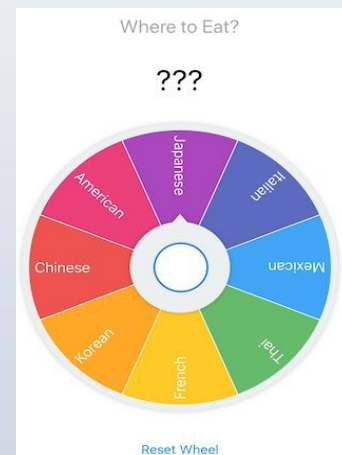 Where to Eat?
???
Japanese
Italian
Mexican
Thai
French
Korean
Chinese
American
Reset Wheel